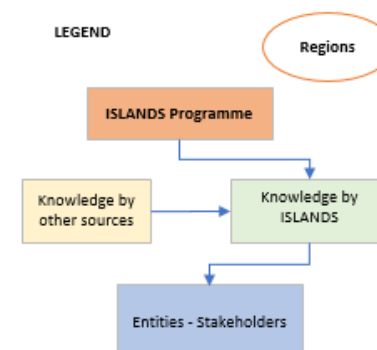 LEGEND
Regions
ISLANDS Programme
Knowledge by
other sources
Knowledge by
ISLANDS
Entities - Stakeholders